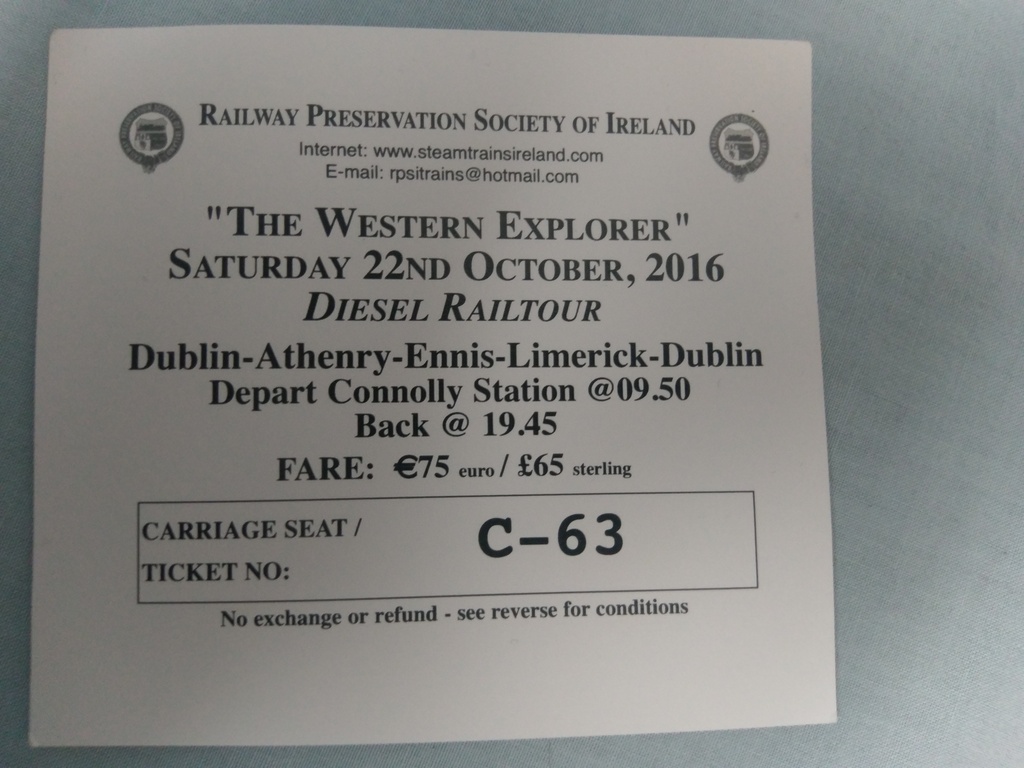 RAILWAY PRESERVATION SOCIETY OF IRELAND
Internet: www.steamtrainsireland.com
E-mail: rpsitrains@hotmail.com
"THE WESTERN EXPLORER"
SATURDAY 22ND OCTOBER, 2016
DIESEL RAILTOUR
Dublin-Athenry-Ennis-Limerick-Dublin
Depart Connolly Station @09.50
Back @ 19.45
FARE: €75 euro / £65 sterling
CARRIAGE SEAT /
TICKET NO:
C-63
No exchange or refund - see reverse for conditions